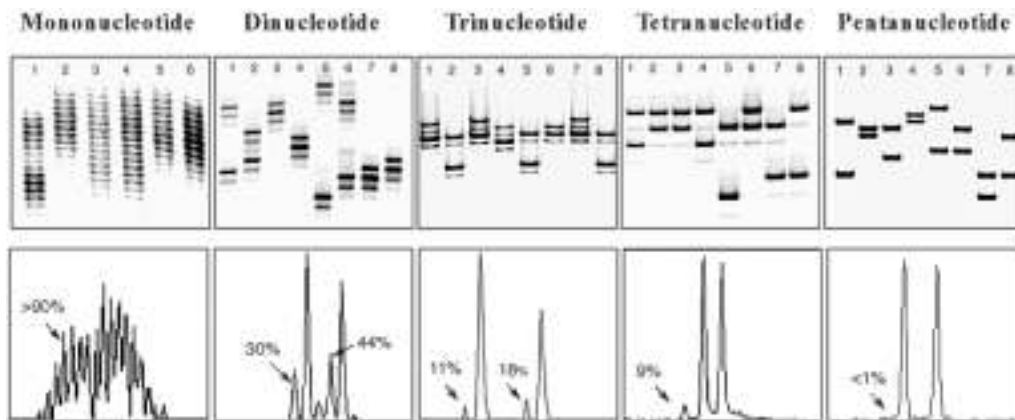 Mononucleotide Dinucleotide Trinucleotide Tetranucleotide Pentanucleotide
1 2 3 4 5 6 1 2 3 4 5 6 7 8 1 2 3 4 5 6 7 8 1 2 3 4 5 6 7 8 1 2 3 4 5 6 7 8
>90% 30% 44% 11% 18% 9% <1%